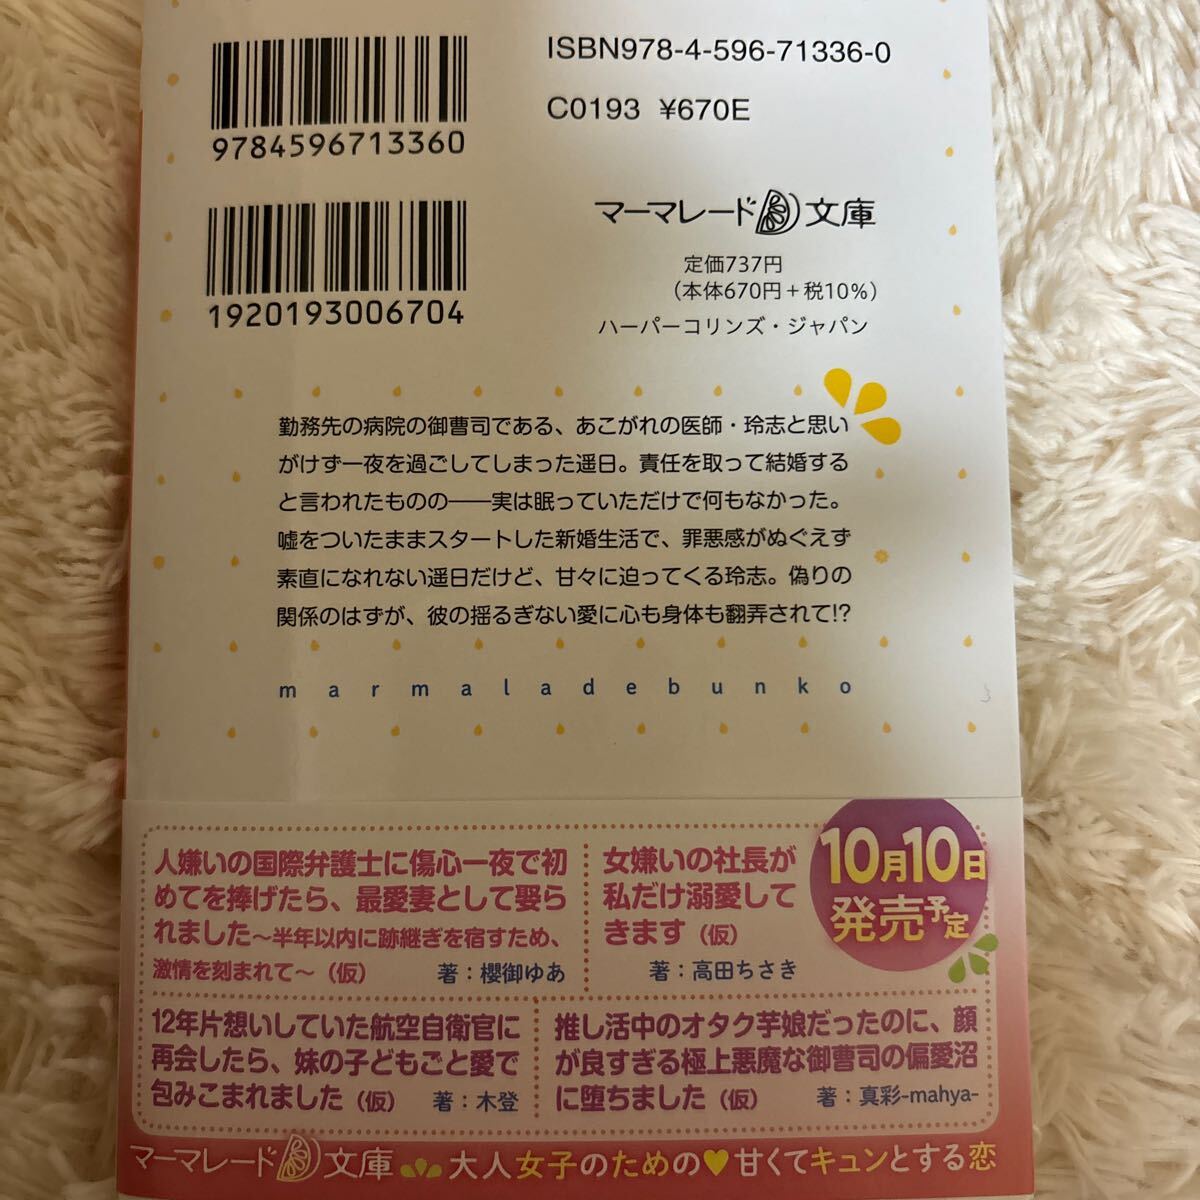 ISBN978-4-596-71336-0
C0193 ¥670E
9784596713360
1920193006704
マーマレード文庫
定価737円
（本体670円＋税10%）
ハーパーコリンズ・ジャパン
勤務先の病院の御曹司である、あこがれの医師・玲志と思い
がけず一夜を過ごしてしまった遥日。責任を取って結婚する
と言われたものの――実は眠っていただけで何もなかった。
嘘をついたままスタートした新婚生活で、罪悪感がぬぐえず
素直になれない遥日だけど、甘々に迫ってくる玲志。偽りの
関係のはずが、彼の揺るぎない愛に心も身体も翻弄されて!?
marmaladebunko
10月10日
発売予定
人嫌いの国際弁護士に傷心一夜で初
めてを捧げたら、最愛妻として娶ら
れました～半年以内に跡継ぎを宿すため、
激情を刻まれて～（仮） 著：櫻御ゆあ
女嫌いの社長が
私だけ溺愛して
きます（仮）
著：高田ちさき
12年片想いしていた航空自衛官に
再会したら、妹の子どもごと愛で
包みこまれました（仮） 著：木登
推し活中のオタク芋娘だったのに、顔
が良すぎる極上悪魔な御曹司の偏愛沼
に堕ちました（仮） 著：真彩-mahya-
マーマレード文庫 大人女子のための♥甘くてキュンとする恋